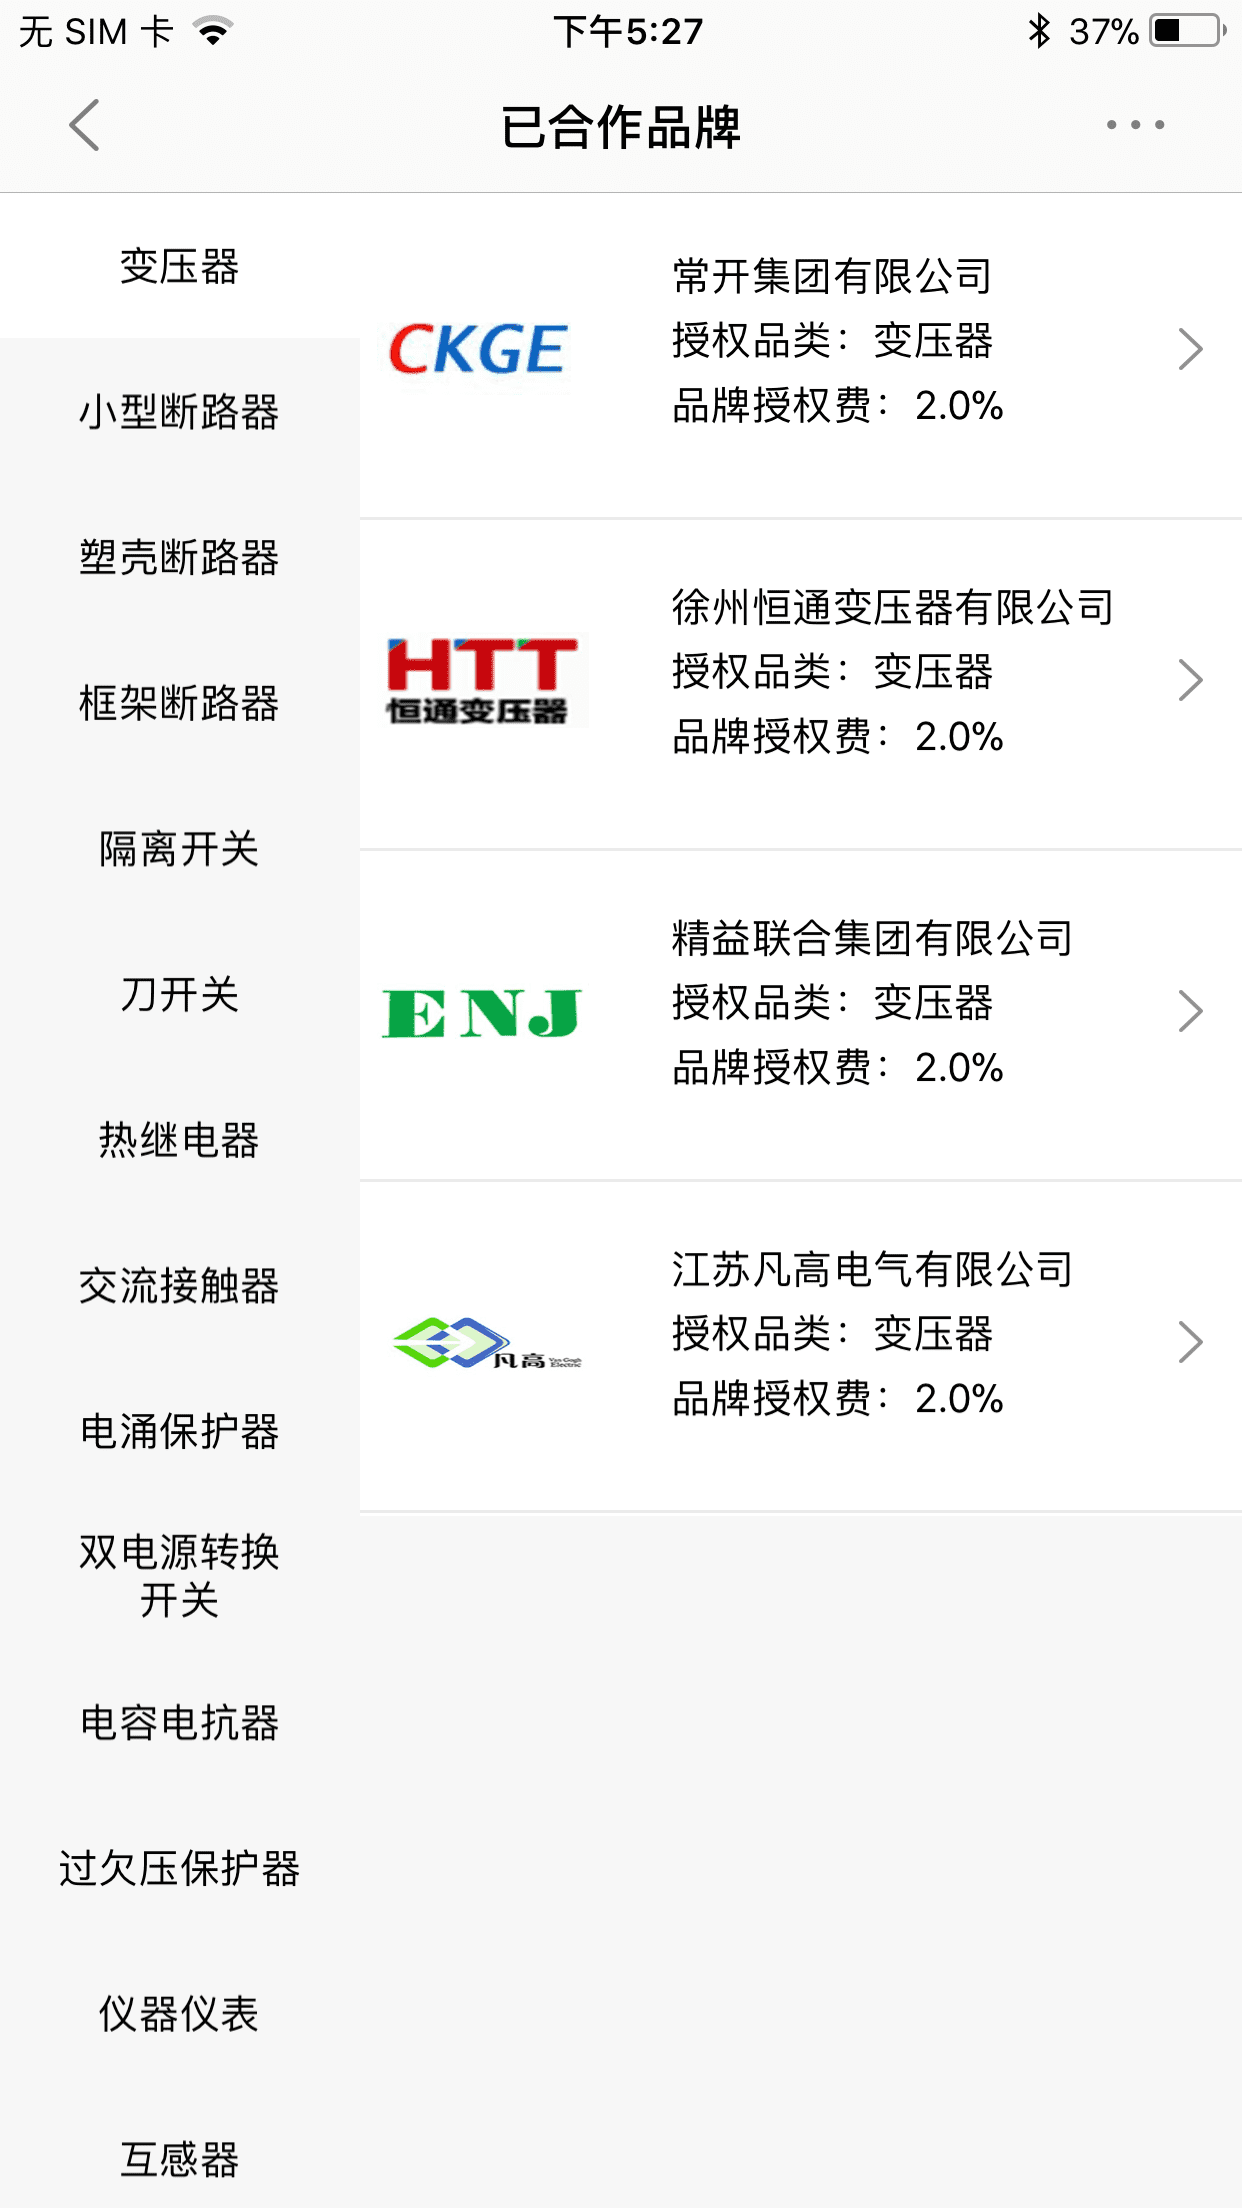 无 SIM 卡
下午5:27
37%
已合作品牌
变压器
小型断路器
塑壳断路器
框架断路器
隔离开关
刀开关
热继电器
交流接触器
电涌保护器
双电源转换
开关
电容电抗器
过欠压保护器
仪器仪表
互感器
CKGE
常开集团有限公司
授权品类：变压器
品牌授权费：2.0%
HTT
恒通变压器
徐州恒通变压器有限公司
授权品类：变压器
品牌授权费：2.0%
ENJ
精益联合集团有限公司
授权品类：变压器
品牌授权费：2.0%
凡高
Van Gogh
Electric
江苏凡高电气有限公司
授权品类：变压器
品牌授权费：2.0%